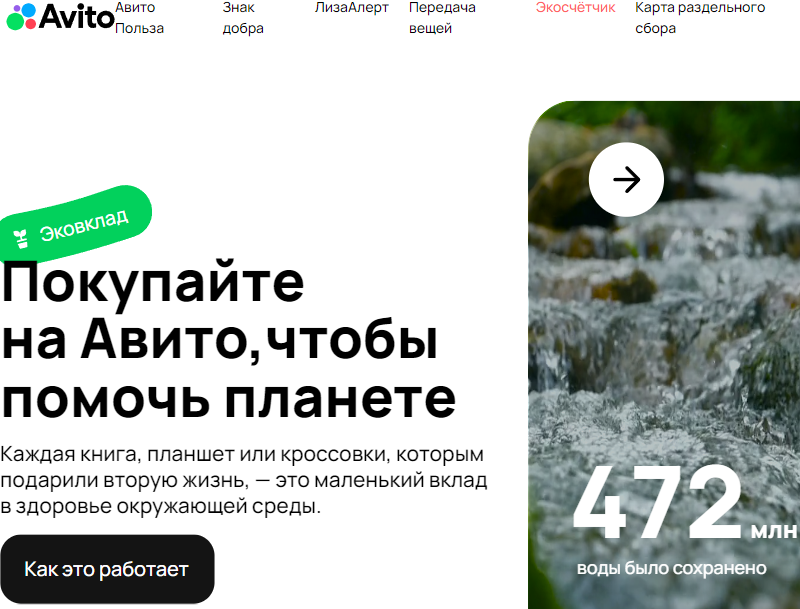 Avito
Авито
Польза
Знак
добра
ЛизаАлерт
Передача
вещей
Экосчётчик
Карта раздельного
сбора
Эковклад
Покупайте
на Авито,чтобы
помочь планете
Каждая книга, планшет или кроссовки, которым
подарили вторую жизнь, — это маленький вклад
в здоровье окружающей среды.
Как это работает
472 млн
воды было сохранено